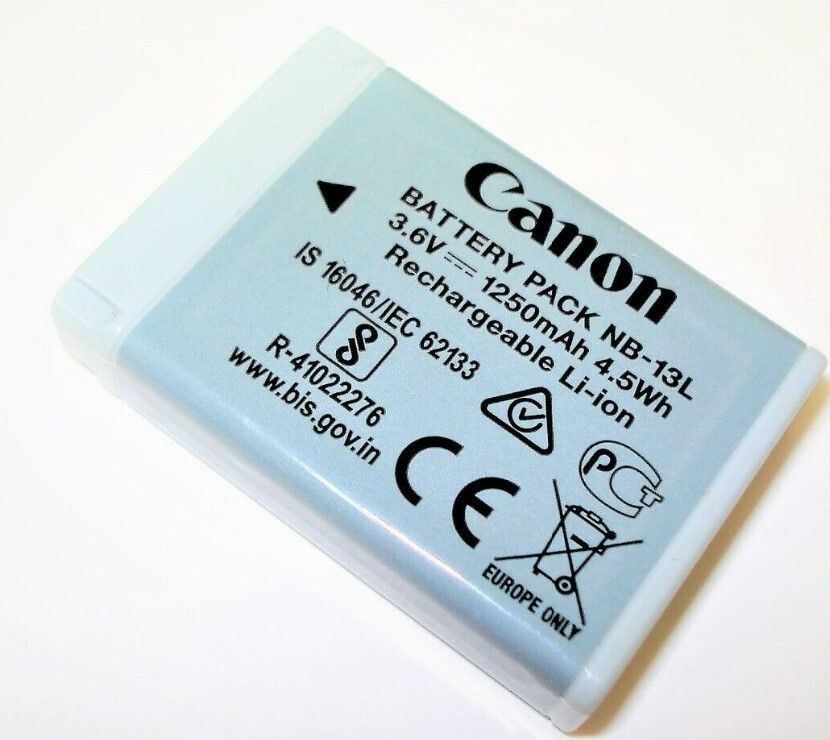 Canon
BATTERY PACK NB-13L
3.6V 1250mAh 4.5Wh
Rechargeable Li-ion
IS 16046/IEC 62133
R-41022276
www.bis.gov.in
CE
PCT
EUROPE ONLY